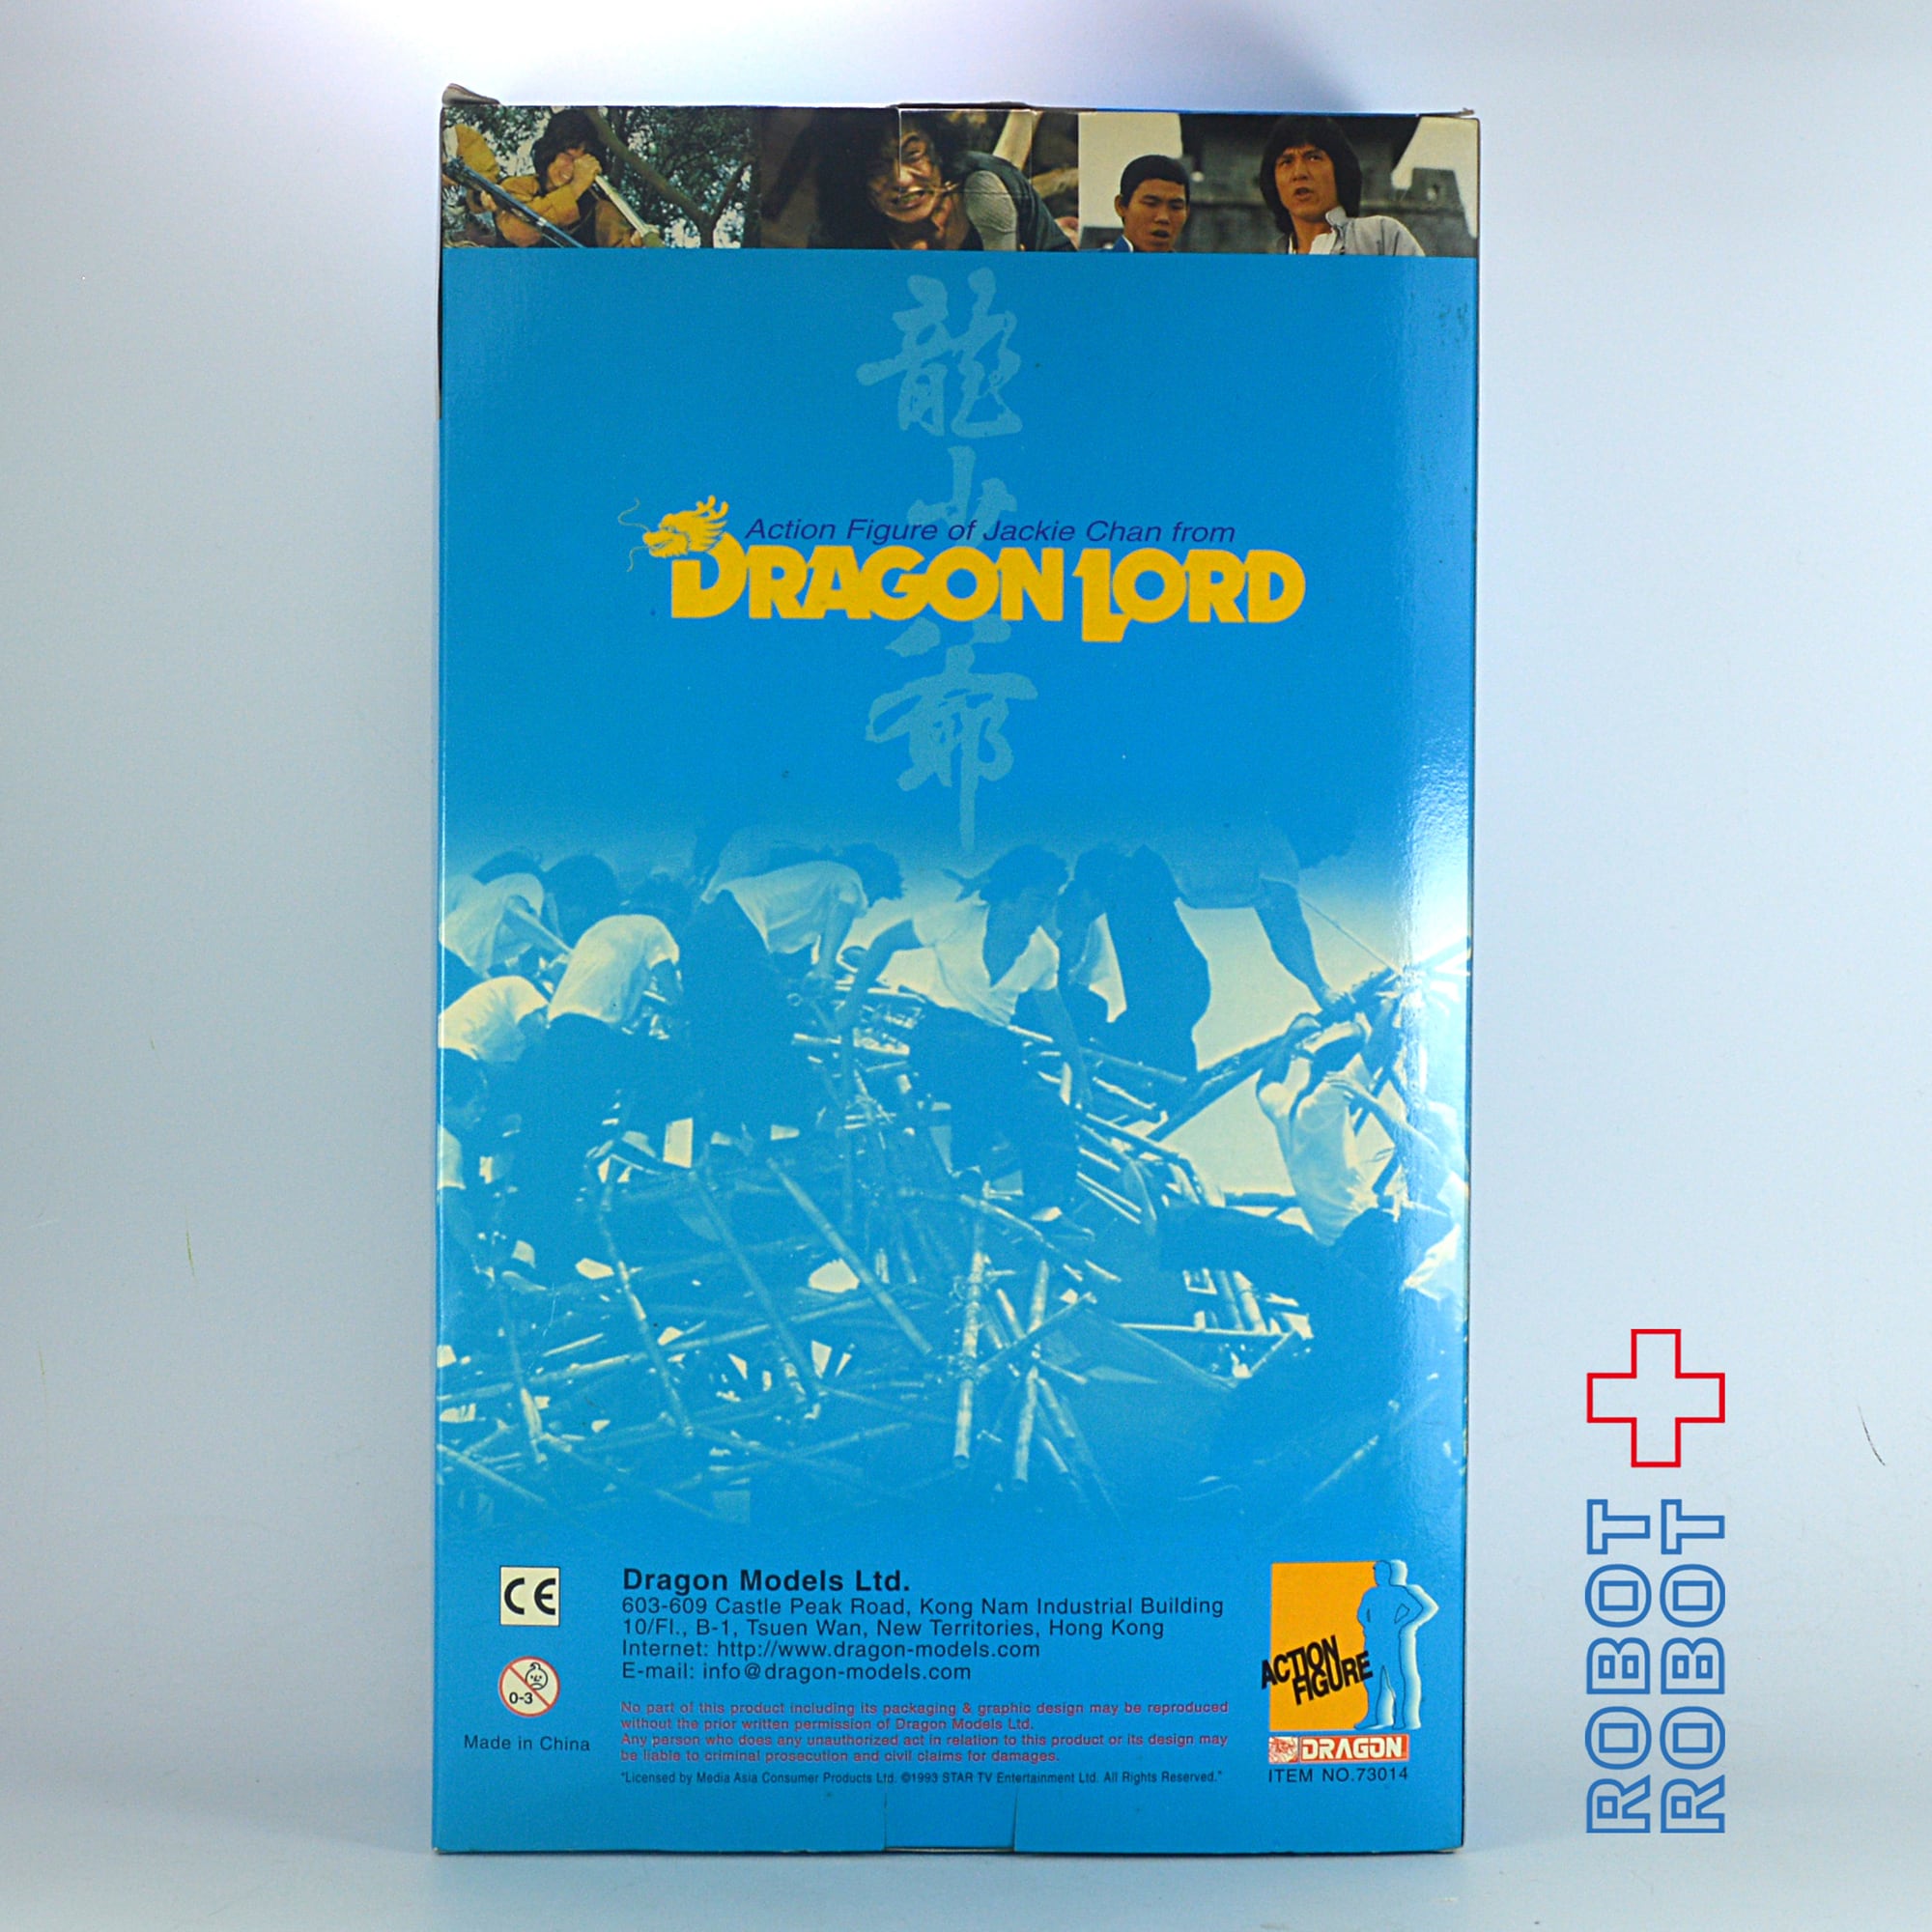 龍
少
爺
Action Figure of Jackie Chan from
DRAGON LORD
CE
0-3
Made in China
Dragon Models Ltd.
603-609 Castle Peak Road, Kong Nam Industrial Building
10/Fl., B-1, Tsuen Wan, New Territories, Hong Kong
Internet: http://www.dragon-models.com
E-mail: info@dragon-models.com
No part of this product including its packaging & graphic design may be reproduced
without the prior written permission of Dragon Models Ltd.
Any person who does any unauthorized act in relation to this product or its design may
be liable to criminal prosecution and civil claims for damages.
"Licensed by Media Asia Consumer Products Ltd. ©1993 STAR TV Entertainment Ltd. All Rights Reserved."
ACTION
FIGURE
DRAGON
ITEM NO.73014
ROBOT
ROBOT